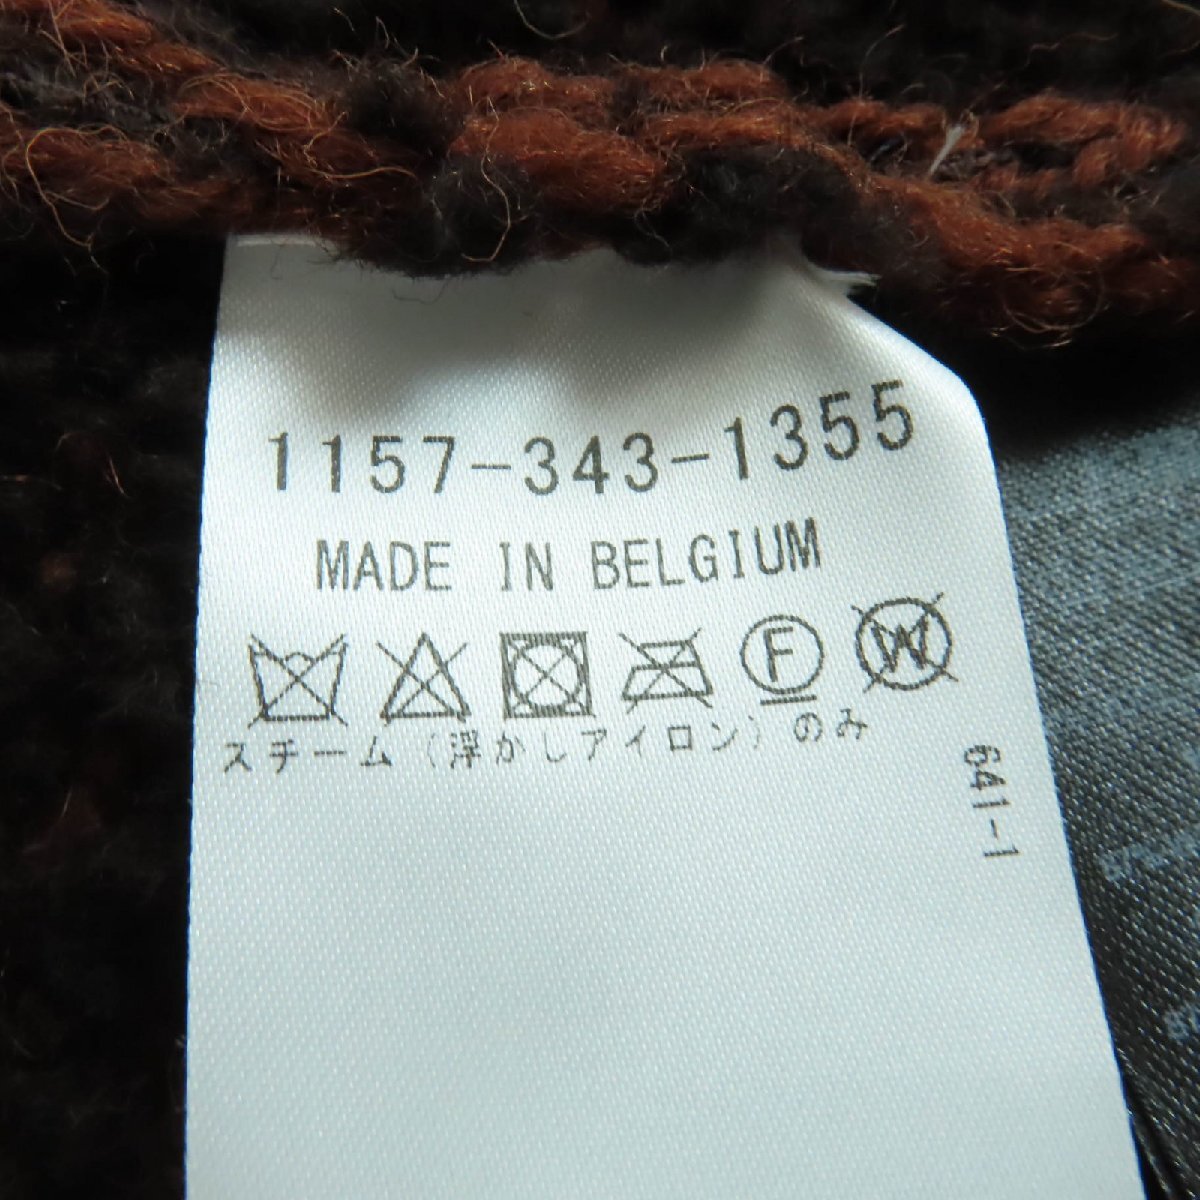 1157-343-1355
MADE IN BELGIUM
F W
スチーム(浮かしアイロン)のみ
641-1